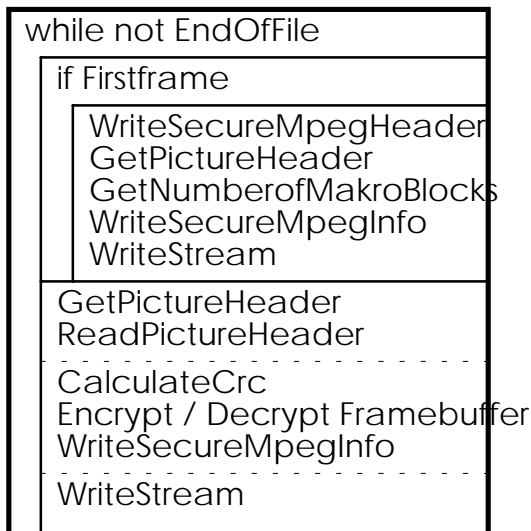 while not EndOfFile
if Firstframe
WriteSecureMpegHeader
GetPictureHeader
GetNumberofMakroBlocks
WriteSecureMpegInfo
WriteStream
GetPictureHeader
ReadPictureHeader
CalculateCrc
Encrypt / Decrypt Framebuffer
WriteSecureMpegInfo
WriteStream